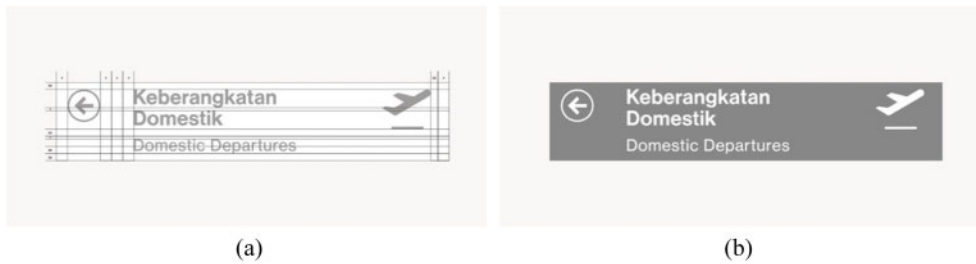 Keberangkatan
Domestik
Domestic Departures
(a)
Keberangkatan
Domestik
Domestic Departures
(b)